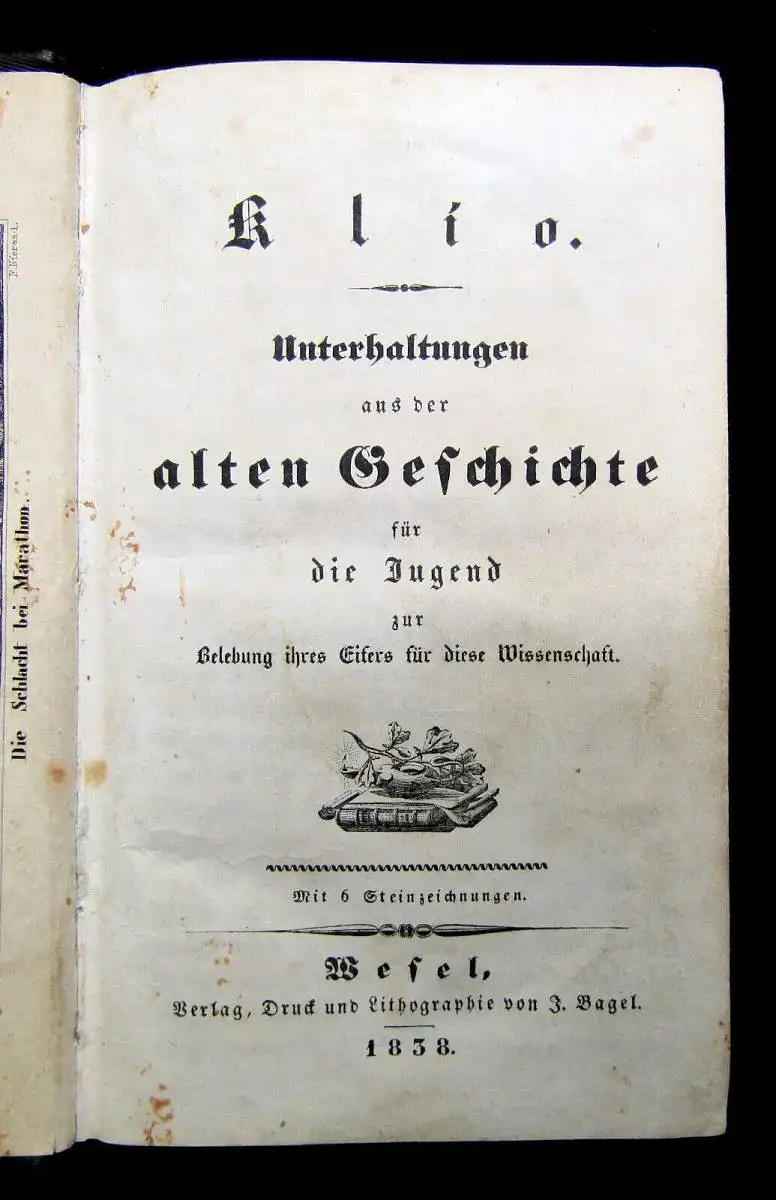 Die Schlacht bei Marathon.
Klio.
Unterhaltungen
aus der
alten Geschichte
für
die Jugend
zur
Belebung ihres Eifers für diese Wissenschaft.
Mit 6 Steinzeichnungen.
Wesel,
Verlag, Druck und Lithographie von J. Bagel.
1838.